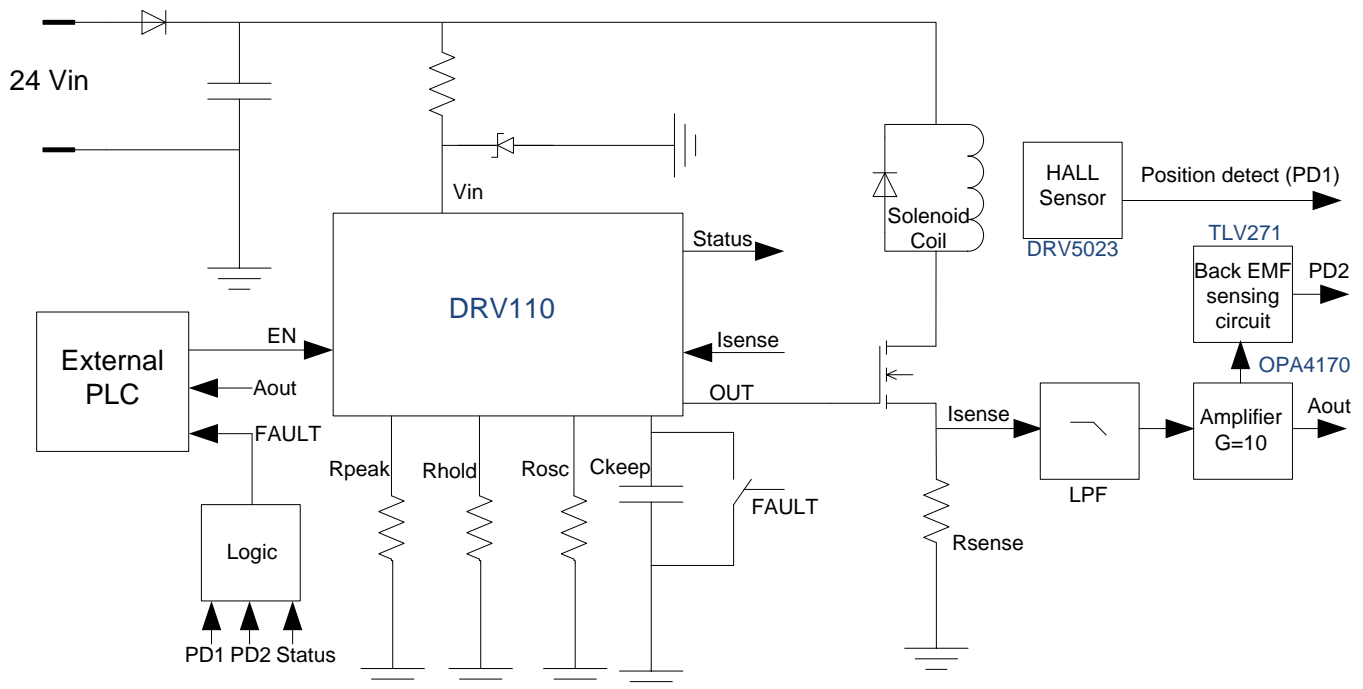 24 Vin
Vin
HALL
Sensor
DRV5023
Position detect (PD1)
Solenoid
Coil
Status
TLV271
Back EMF
sensing
circuit
PD2
DRV110
External
PLC
EN
Aout
FAULT
Isense
OUT
OPA4170
Isense
LPF
Amplifier
G=10
Aout
Rpeak
Rhold
Rosc
Ckeep
FAULT
Rsense
Logic
PD1 PD2 Status